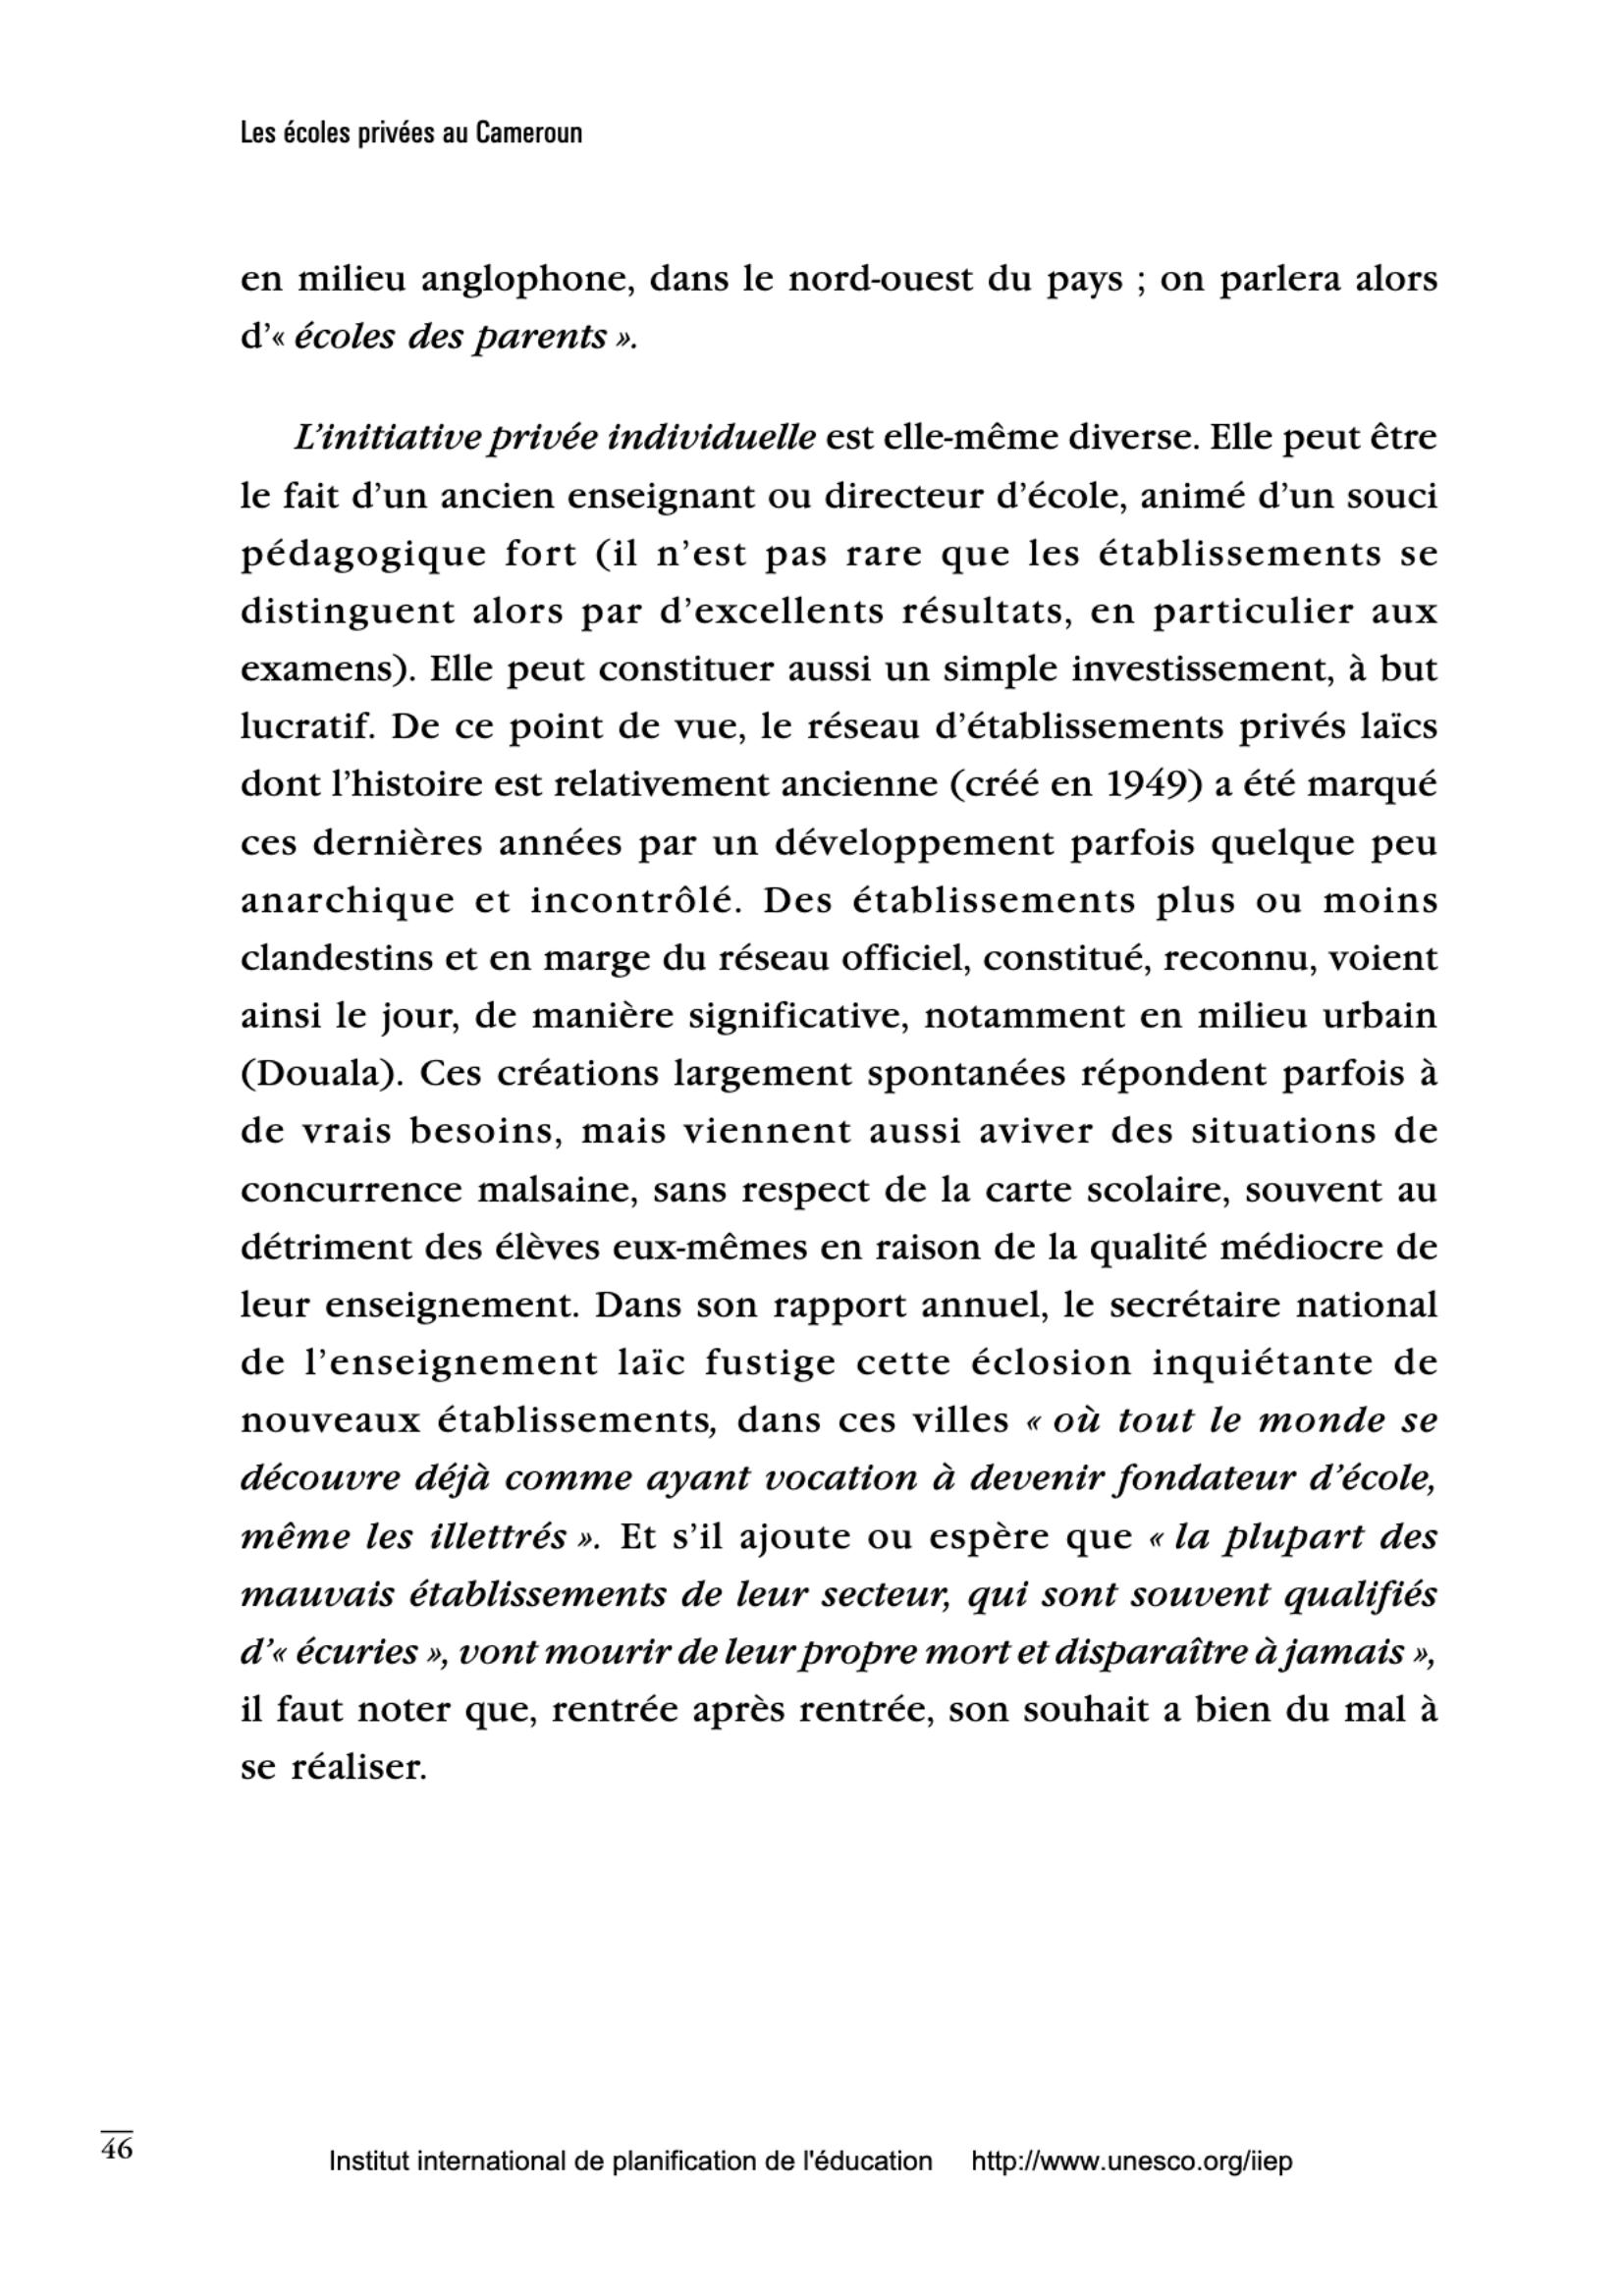 Les écoles privées au Cameroun
en milieu anglophone, dans le nord-ouest du pays ; on parlera alors
d’« écoles des parents ».
L’initiative privée individuelle est elle-même diverse. Elle peut être
le fait d’un ancien enseignant ou directeur d’école, animé d’un souci
pédagogique fort (il n’est pas rare que les établissements se
distinguent alors par d’excellents résultats, en particulier aux
examens). Elle peut constituer aussi un simple investissement, à but
lucratif. De ce point de vue, le réseau d’établissements privés laïcs
dont l’histoire est relativement ancienne (créé en 1949) a été marqué
ces dernières années par un développement parfois quelque peu
anarchique et incontrôlé. Des établissements plus ou moins
clandestins et en marge du réseau officiel, constitué, reconnu, voient
ainsi le jour, de manière significative, notamment en milieu urbain
(Douala). Ces créations largement spontanées répondent parfois à
de vrais besoins, mais viennent aussi aviver des situations de
concurrence malsaine, sans respect de la carte scolaire, souvent au
détriment des élèves eux-mêmes en raison de la qualité médiocre de
leur enseignement. Dans son rapport annuel, le secrétaire national
de l’enseignement laïc fustige cette éclosion inquiétante de
nouveaux établissements, dans ces villes « où tout le monde se
découvre déjà comme ayant vocation à devenir fondateur d’école,
même les illettrés ». Et s’il ajoute ou espère que « la plupart des
mauvais établissements de leur secteur, qui sont souvent qualifiés
d’« écuries », vont mourir de leur propre mort et disparaître à jamais »,
il faut noter que, rentrée après rentrée, son souhait a bien du mal à
se réaliser.
46
Institut international de planification de l'éducation http://www.unesco.org/iiep